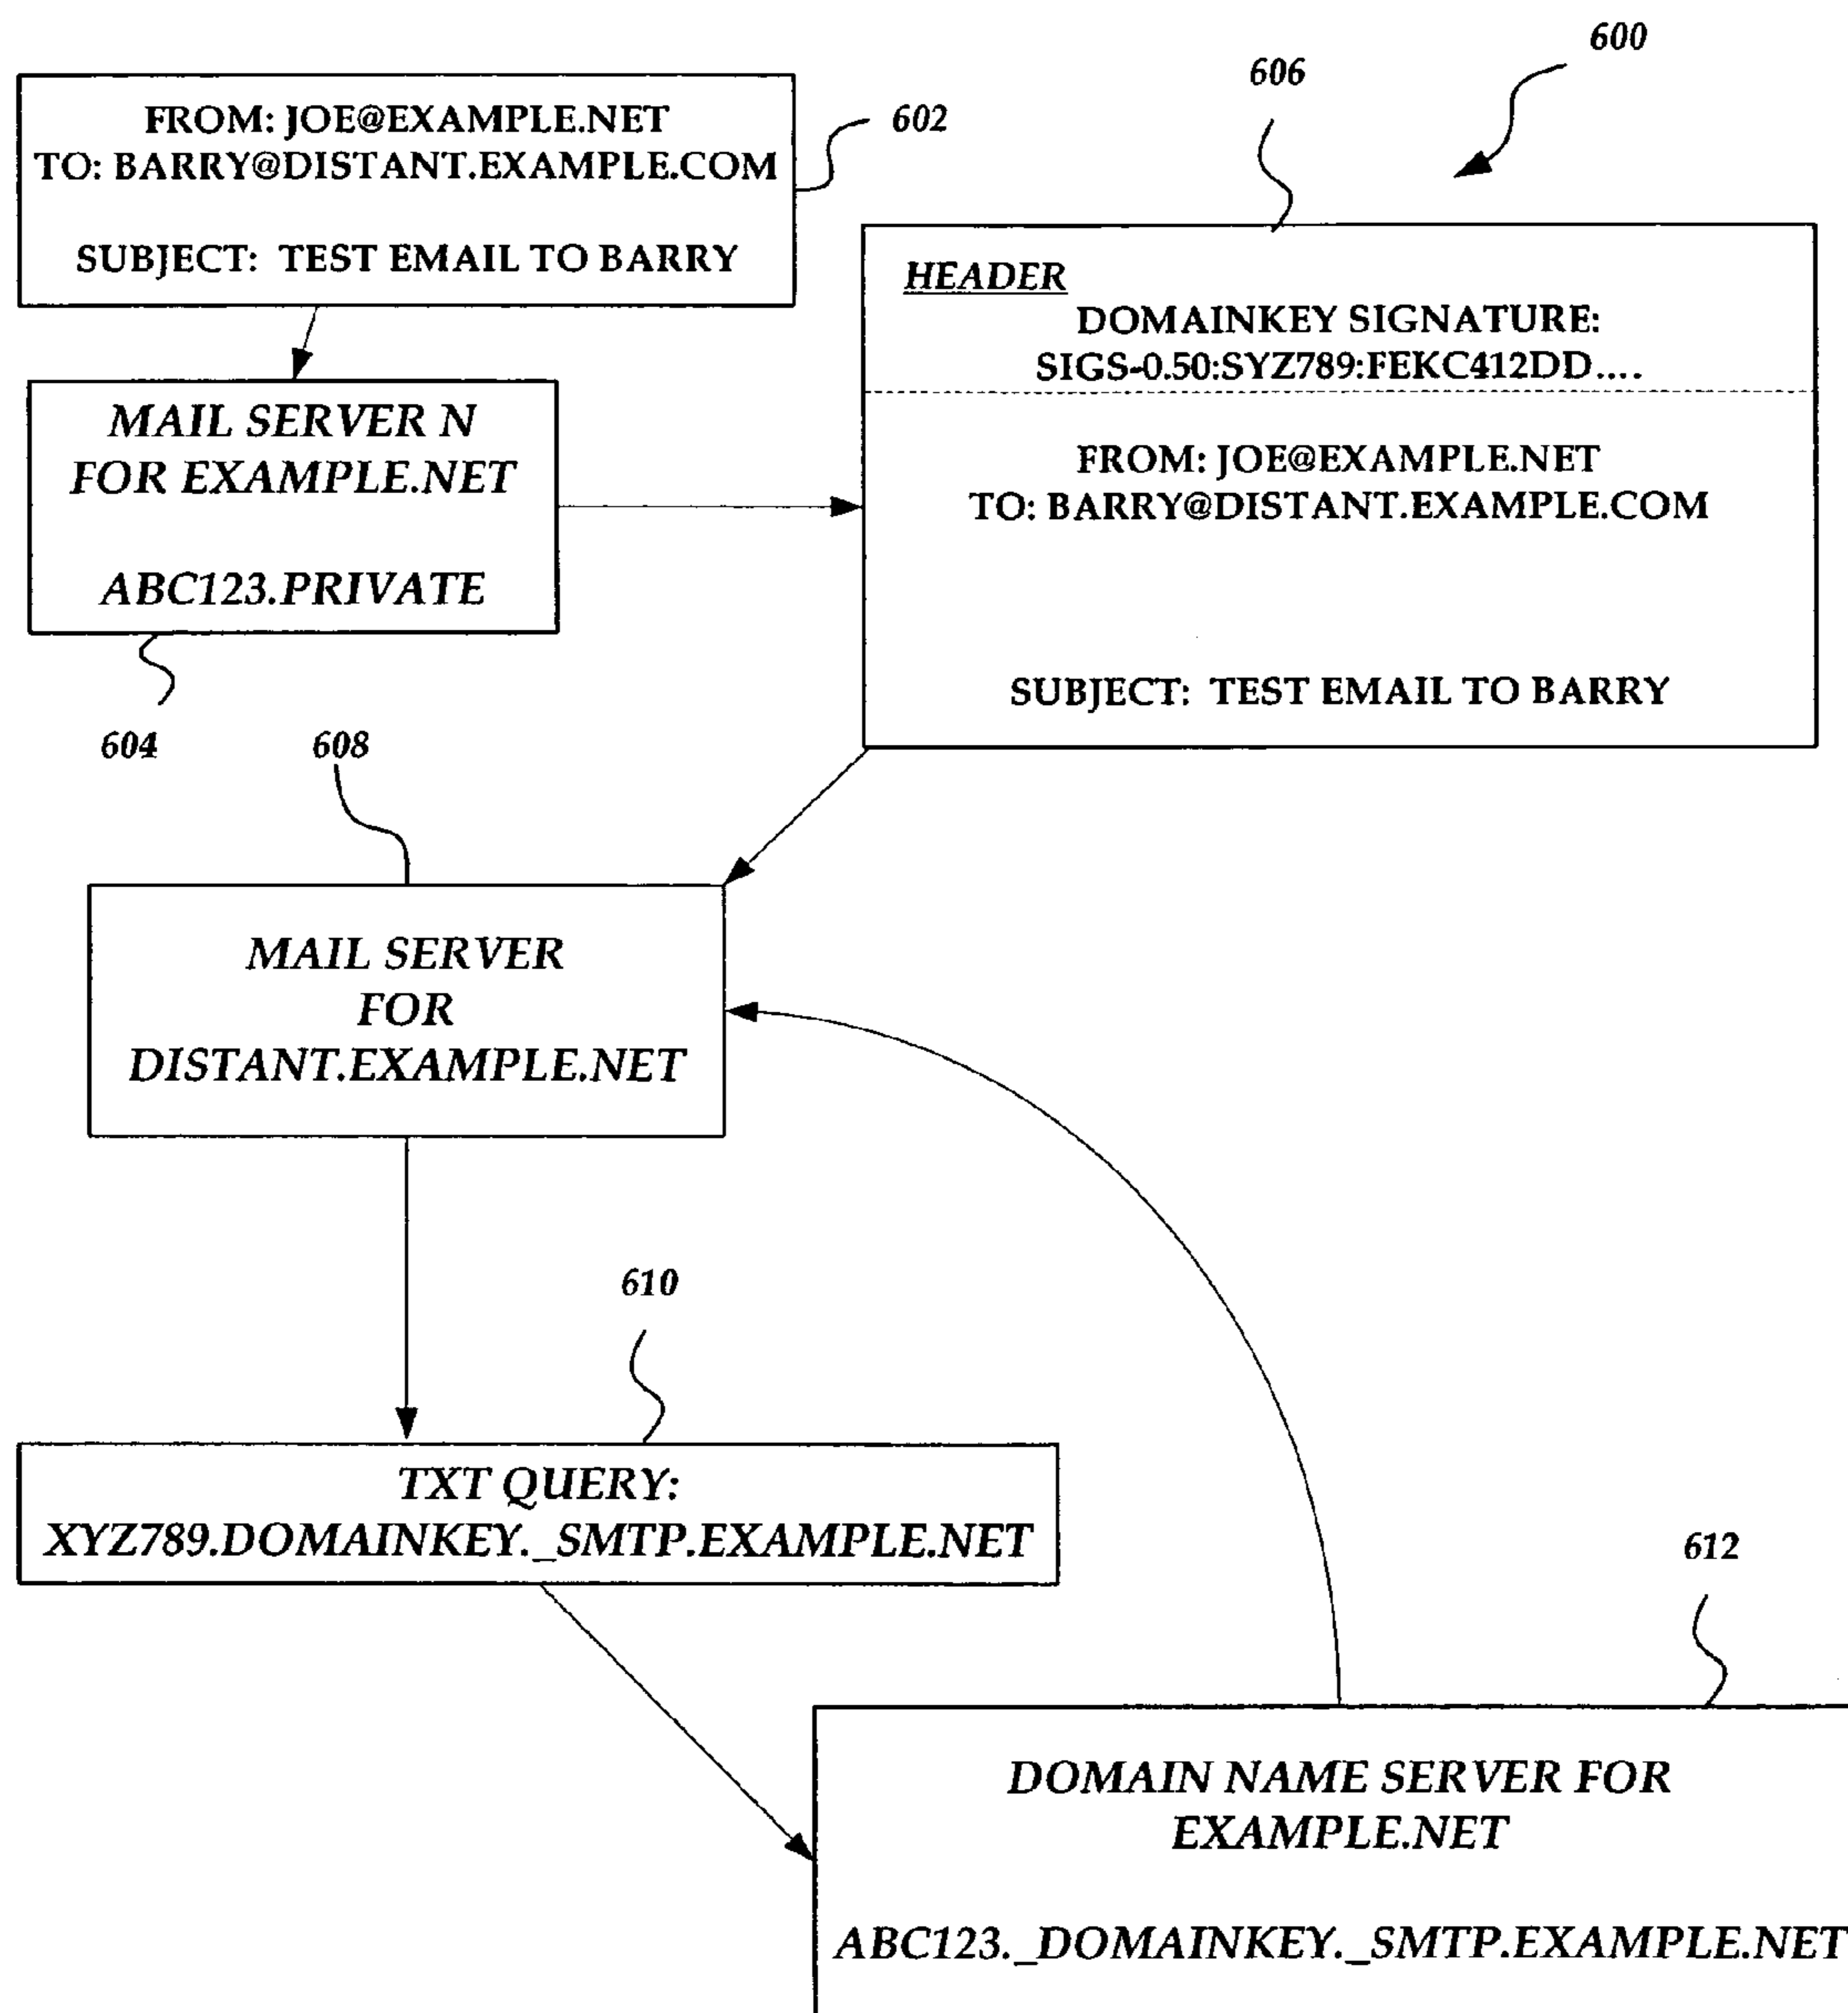 600
606
FROM: JOE@EXAMPLE.NET
TO: BARRY@DISTANT.EXAMPLE.COM
SUBJECT: TEST EMAIL TO BARRY
602
HEADER
DOMAINKEY SIGNATURE:
SIGS-0.50:SYZ789:FEKC412DD....
FROM: JOE@EXAMPLE.NET
TO: BARRY@DISTANT.EXAMPLE.COM
SUBJECT: TEST EMAIL TO BARRY
MAIL SERVER N
FOR EXAMPLE.NET
ABC123.PRIVATE
604
608
MAIL SERVER
FOR
DISTANT.EXAMPLE.NET
610
TXT QUERY:
XYZ789.DOMAINKEY._SMTP.EXAMPLE.NET
612
DOMAIN NAME SERVER FOR
EXAMPLE.NET
ABC123._DOMAINKEY._SMTP.EXAMPLE.NET